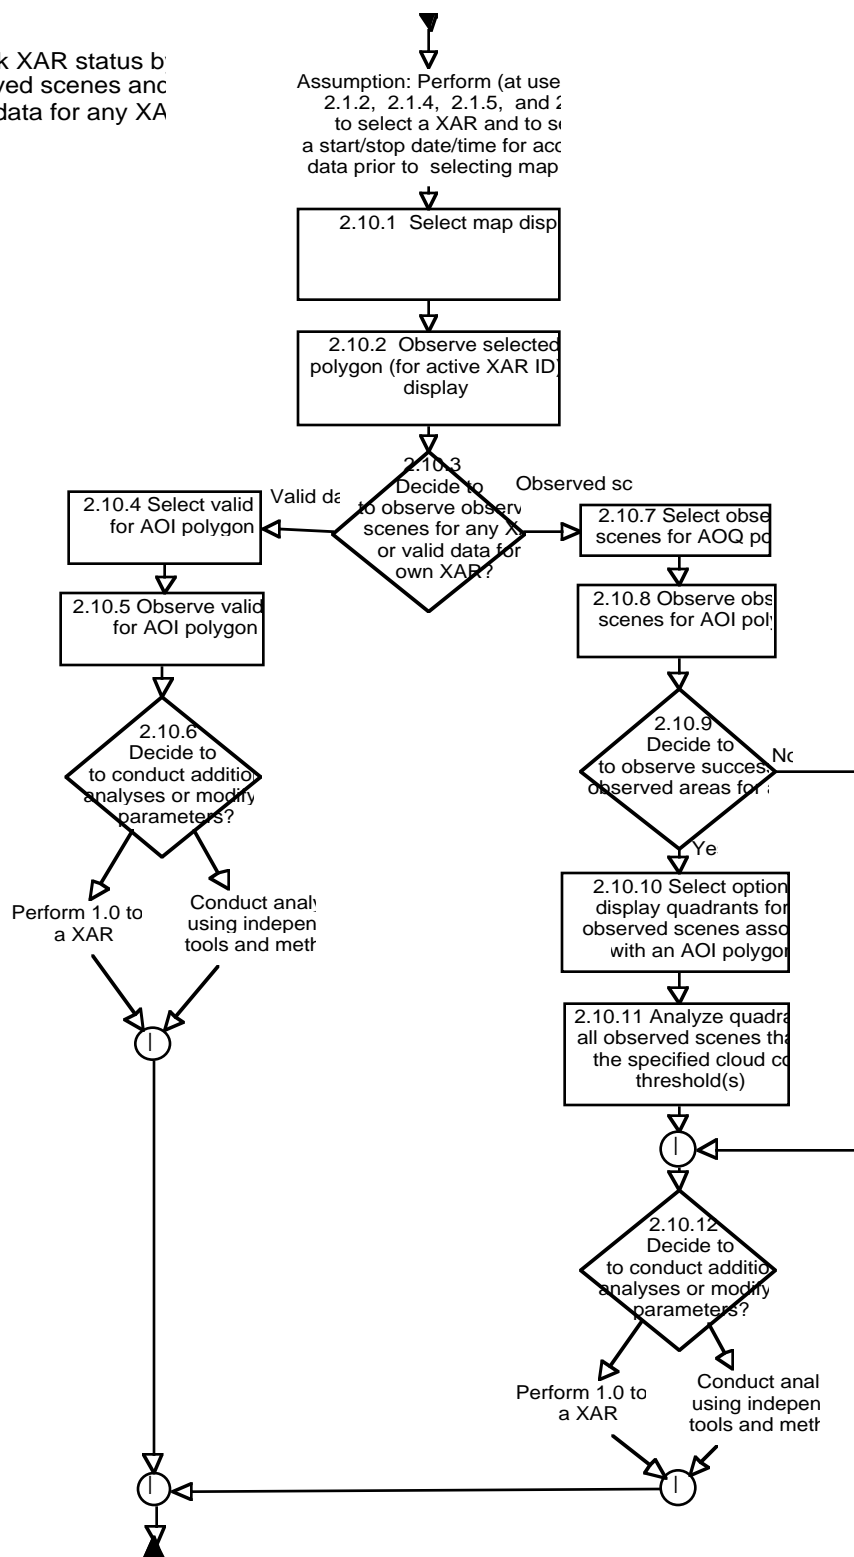 k XAR status by
ved scenes and
data for any XA
Assumption: Perform (at use
2.1.2, 2.1.4, 2.1.5, and 2
to select a XAR and to se
a start/stop date/time for acc
data prior to selecting map
2.10.1 Select map disp
2.10.2 Observe selected
polygon (for active XAR ID)
display
2.10.3
Decide to
to observe observ
scenes for any X
or valid data for
own XAR?
Valid da
Observed sc
2.10.4 Select valid
for AOI polygon
2.10.5 Observe valid
for AOI polygon
2.10.6
Decide to
to conduct additio
analyses or modify
parameters?
Perform 1.0 to
a XAR
Conduct analy
using indepen
tools and meth
2.10.7 Select obse
scenes for AOQ po
2.10.8 Observe obs
scenes for AOI poly
2.10.9
Decide to
to observe success
observed areas for a
No
Ye
2.10.10 Select option
display quadrants for
observed scenes asso
with an AOI polygon
2.10.11 Analyze quadra
all observed scenes tha
the specified cloud co
threshold(s)
2.10.12
Decide to
to conduct additio
analyses or modify
parameters?
Perform 1.0 to
a XAR
Conduct anal
using indepen
tools and meth